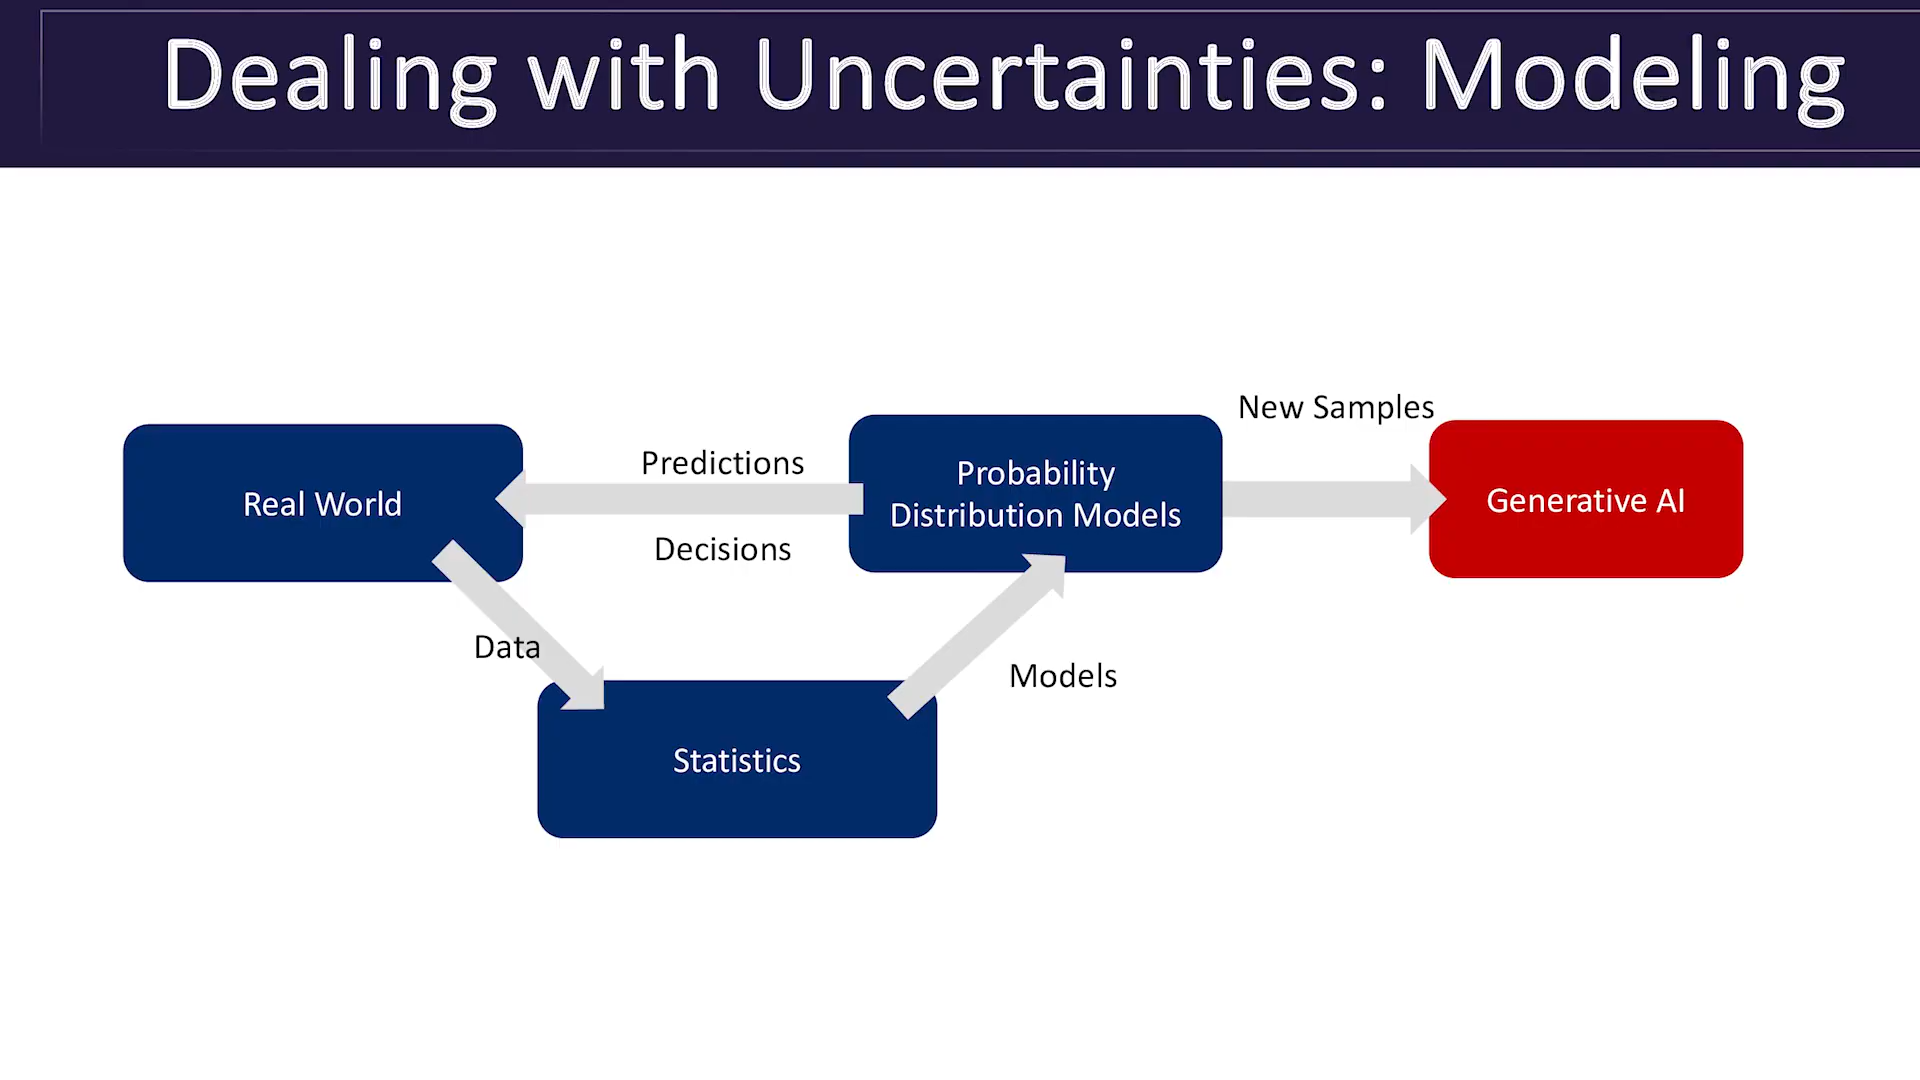 Dealing with Uncertainties: Modeling
New Samples
Real World
Predictions
Decisions
Probability
Distribution Models
Generative AI
Data
Models
Statistics